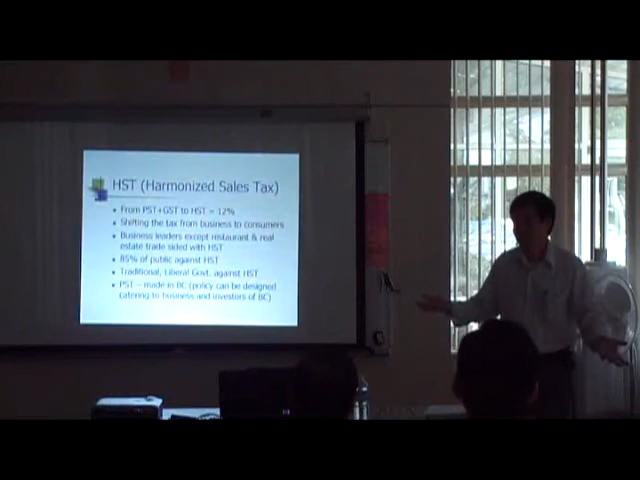 HST (Harmonized Sales Tax)
From PST+GST to HST = 12%
Shifting the tax from business to consumers
Business leaders except restaurant & real
estate trade sided with HST
85% of public against HST
Traditional, Liberal Govt. against HST
PST – made in BC (policy can be designed
catering to business and investors of BC)